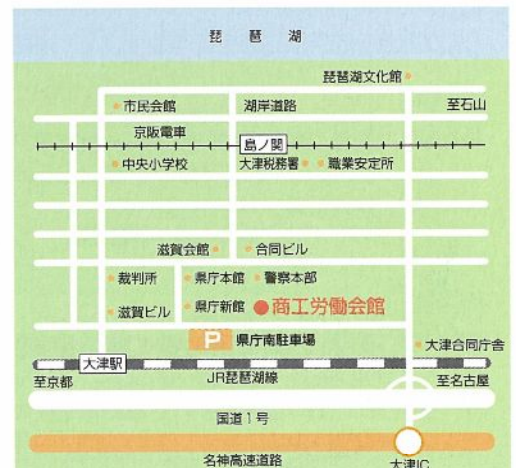 琵 琶 湖
琵琶湖文化館
市民会館
湖岸道路
至石山
京阪電車
島ノ関
中央小学校
大津税務署
職業安定所
滋賀会館
合同ビル
裁判所
県庁本館
警察本部
滋賀ビル
県庁新館
商工労働会館
P
県庁南駐車場
大津合同庁舎
大津駅
至京都
JR琵琶湖線
至名古屋
国道1号
名神高速道路
大津IC